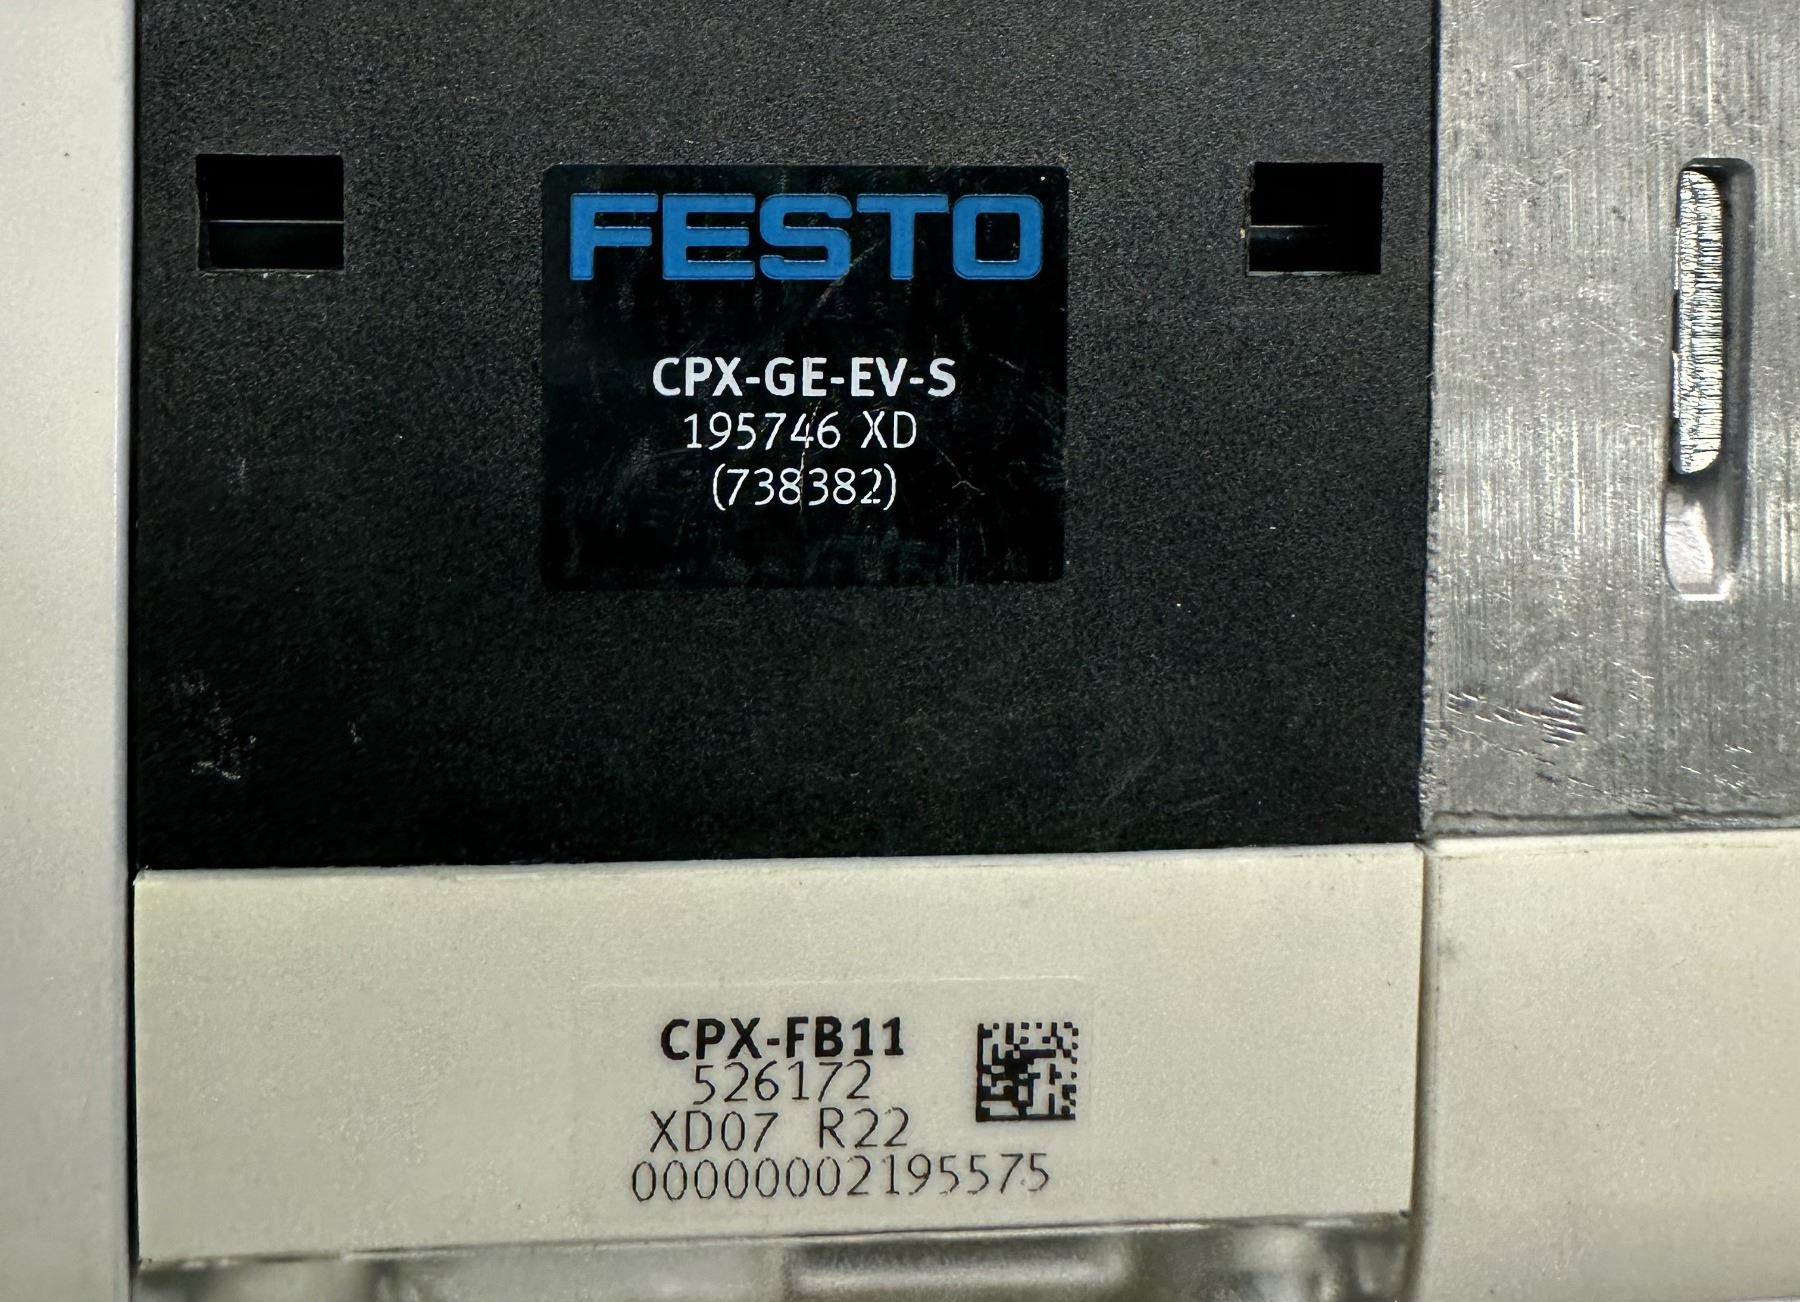 FESTO
CPX-GE-EV-S
195746 XD
(738382)
CPX-FB11
526172
XD07 R22
00000002195575